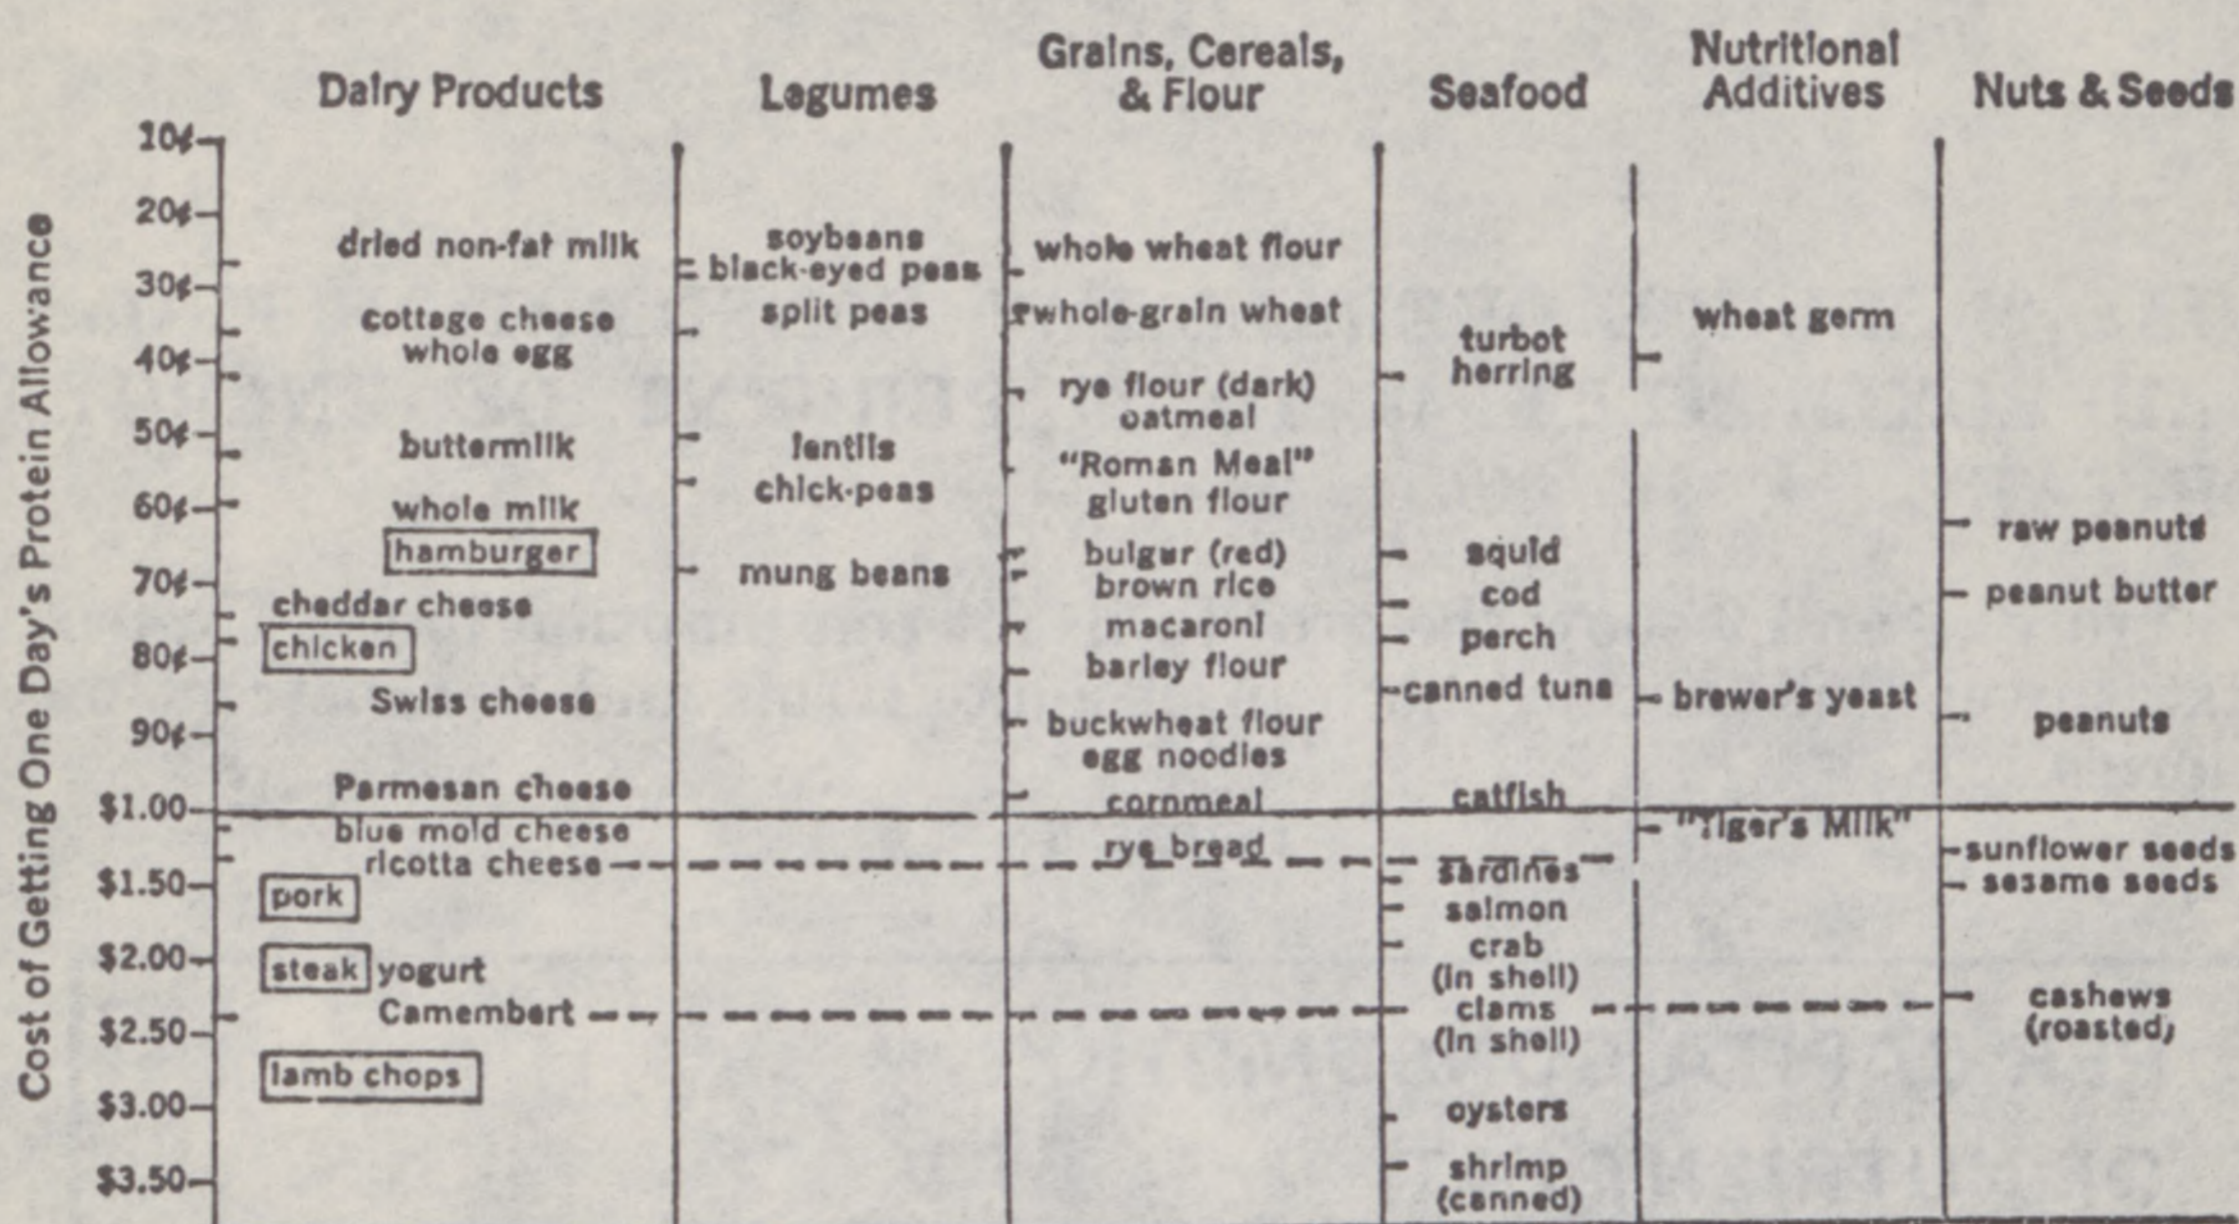 Cost of Getting One Day's Protein Allowance
10¢
20¢
30¢
40¢
50¢
60¢
70¢
80¢
90¢
$1.00
$1.50
$2.00
$2.50
$3.00
$3.50
Dairy Products
dried non-fat milk
cottage cheese
whole egg
buttermilk
whole milk
hamburger
cheddar cheese
chicken
Swiss cheese
Parmesan cheese
blue mold cheese
ricotta cheese
pork
steak yogurt
Camembert
lamb chops
Legumes
soybeans
black-eyed peas
split peas
lentils
chick-peas
mung beans
Grains, Cereals,
& Flour
whole wheat flour
whole-grain wheat
rye flour (dark)
oatmeal
"Roman Meal"
gluten flour
bulgur (red)
brown rice
macaroni
barley flour
buckwheat flour
egg noodles
cornmeal
rye bread
Seafood
turbot
herring
squid
cod
perch
canned tuna
catfish
sardines
salmon
crab
(in shell)
clams
(in shell)
oysters
shrimp
(canned)
Nutritional
Additives
wheat germ
brewer's yeast
"Tiger's Milk"
Nuts & Seeds
raw peanuts
peanut butter
peanuts
sunflower seeds
sesame seeds
cashews
(roasted)